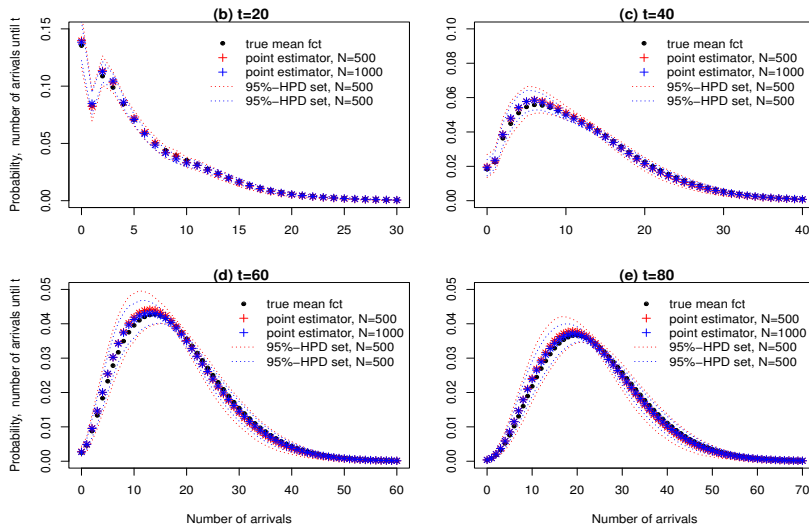 (b) t=20
Probability, number of arrivals until t
0.00 0.05 0.10 0.15
true mean fct
point estimator, N=500
point estimator, N=1000
95%−HPD set, N=500
95%−HPD set, N=500
0 5 10 15 20 25 30
(c) t=40
0.00 0.02 0.04 0.06 0.08 0.10
true mean fct
point estimator, N=500
point estimator, N=1000
95%−HPD set, N=500
95%−HPD set, N=500
0 10 20 30 40
(d) t=60
Probability, number of arrivals until t
0.00 0.01 0.02 0.03 0.04 0.05
true mean fct
point estimator, N=500
point estimator, N=1000
95%−HPD set, N=500
95%−HPD set, N=500
0 10 20 30 40 50 60
Number of arrivals
(e) t=80
0.00 0.01 0.02 0.03 0.04 0.05
true mean fct
point estimator, N=500
point estimator, N=1000
95%−HPD set, N=500
95%−HPD set, N=500
0 10 20 30 40 50 60 70
Number of arrivals